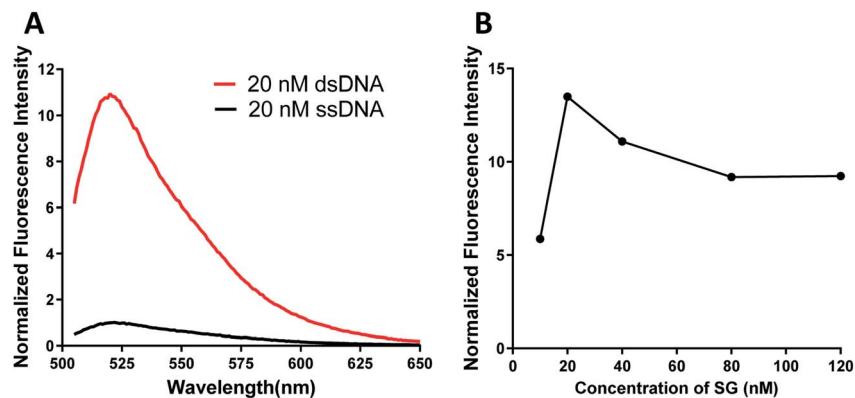 A
Normalized Fluorescence Intensity
12
10
8
6
4
2
0
500 525 550 575 600 625 650
Wavelength(nm)
20 nM dsDNA
20 nM ssDNA
B
Normalized Fluorescence Intensity
15
10
5
0
0 20 40 60 80 100 120
Concentration of SG (nM)